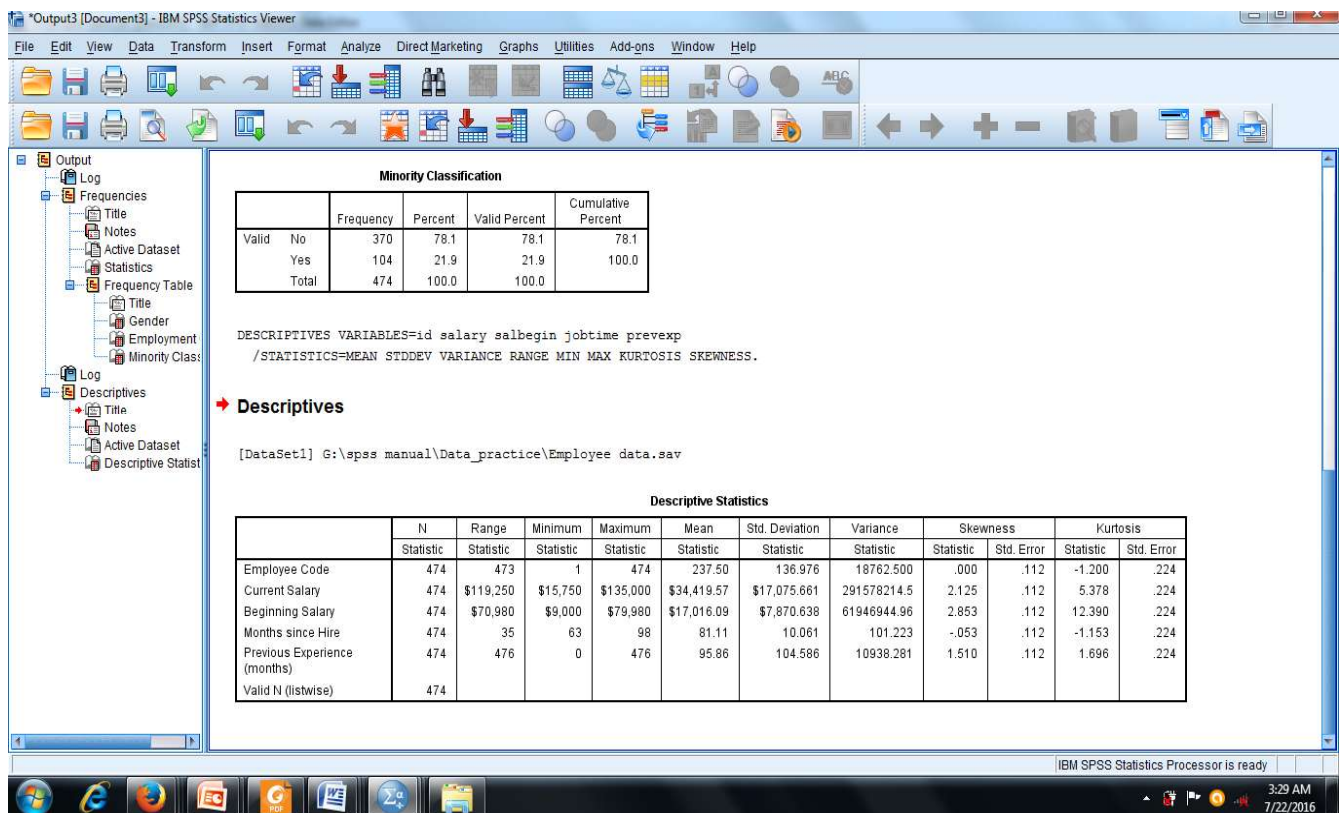 *Output3 [Document3] - IBM SPSS Statistics Viewer
File Edit View Data Transform Insert Format Analyze Direct Marketing Graphs Utilities Add-ons Window Help
Output
Log
Frequencies
Title
Notes
Active Dataset
Statistics
Frequency Table
Title
Gender
Employment
Minority Class
Log
Descriptives
Title
Notes
Active Dataset
Descriptive Statist
Minority Classification
Frequency Percent Valid Percent Cumulative Percent
Valid No 370 78.1 78.1 78.1
Yes 104 21.9 21.9 100.0
Total 474 100.0 100.0
DESCRIPTIVES VARIABLES=id salary salbegin jobtime prevexp
/STATISTICS=MEAN STDDEV VARIANCE RANGE MIN MAX KURTOSIS SKEWNESS.
Descriptives
[DataSet1] G:\spss manual\Data_practice\Employee data.sav
Descriptive Statistics
N Range Minimum Maximum Mean Std. Deviation Variance Skewness Kurtosis
Statistic Statistic Statistic Statistic Statistic Statistic Statistic Statistic Std. Error Statistic Std. Error
Employee Code 474 473 1 474 237.50 136.976 18762.500 .000 .112 -1.200 .224
Current Salary 474 $119,250 $15,750 $135,000 $34,419.57 $17,075.661 291578214.5 2.125 .112 5.378 .224
Beginning Salary 474 $70,980 $9,000 $79,980 $17,016.09 $7,870.638 61946944.96 2.853 .112 12.390 .224
Months since Hire 474 35 63 98 81.11 10.061 101.223 -.053 .112 -1.153 .224
Previous Experience (months) 474 476 0 476 95.86 104.586 10938.281 1.510 .112 1.696 .224
Valid N (listwise) 474
IBM SPSS Statistics Processor is ready
3:29 AM
7/22/2016